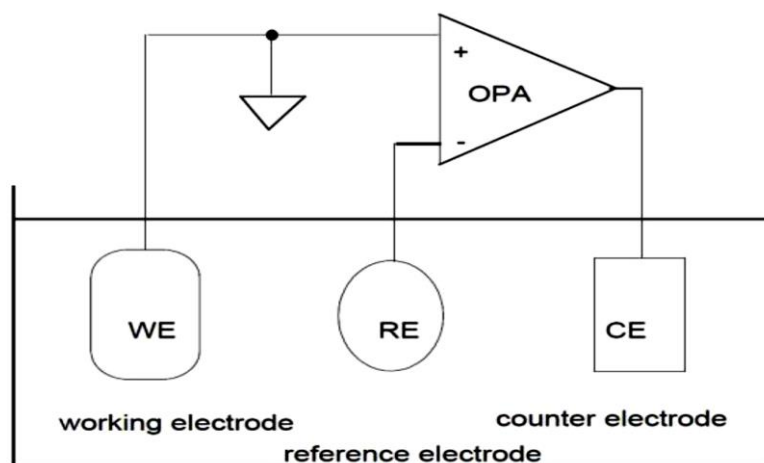 +
OPA
-
WE
RE
CE
working electrode
counter electrode
reference electrode